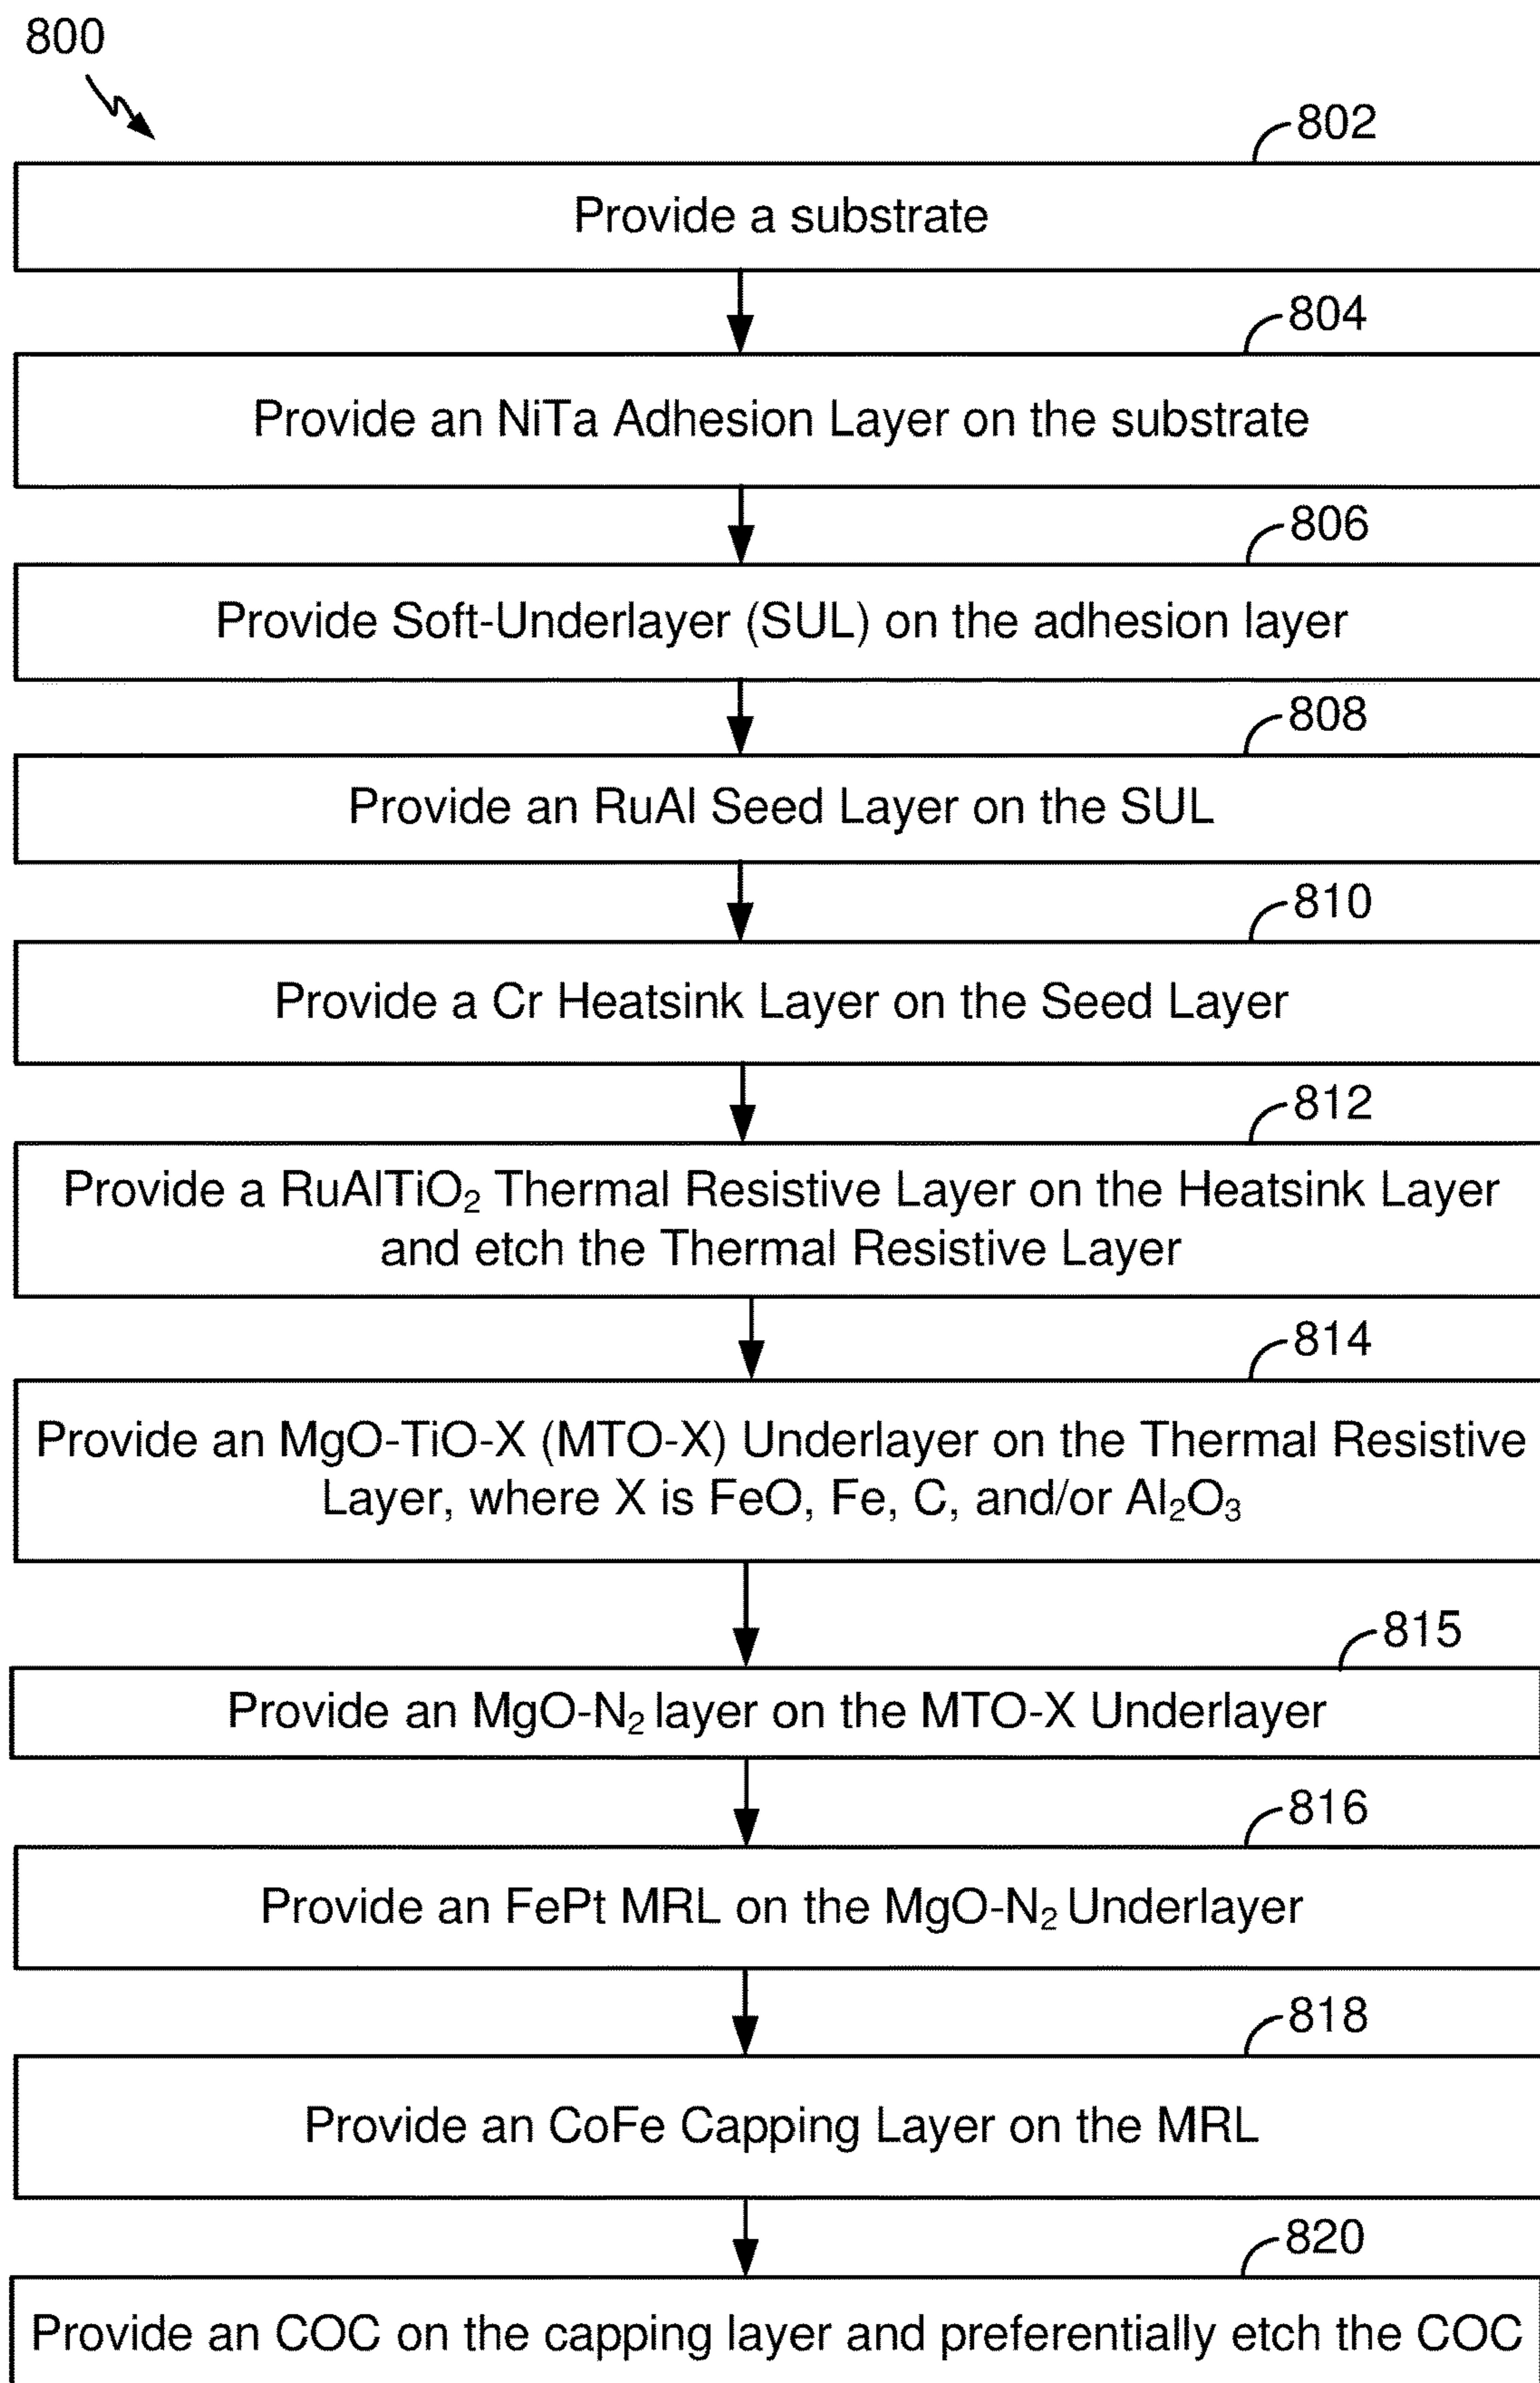 800
802
Provide a substrate
804
Provide an NiTa Adhesion Layer on the substrate
806
Provide Soft-Underlayer (SUL) on the adhesion layer
808
Provide an RuAl Seed Layer on the SUL
810
Provide a Cr Heatsink Layer on the Seed Layer
812
Provide a RuAlTiO₂ Thermal Resistive Layer on the Heatsink Layer
and etch the Thermal Resistive Layer
814
Provide an MgO-TiO-X (MTO-X) Underlayer on the Thermal Resistive
Layer, where X is FeO, Fe, C, and/or Al₂O₃
815
Provide an MgO-N₂ layer on the MTO-X Underlayer
816
Provide an FePt MRL on the MgO-N₂ Underlayer
818
Provide an CoFe Capping Layer on the MRL
820
Provide an COC on the capping layer and preferentially etch the COC